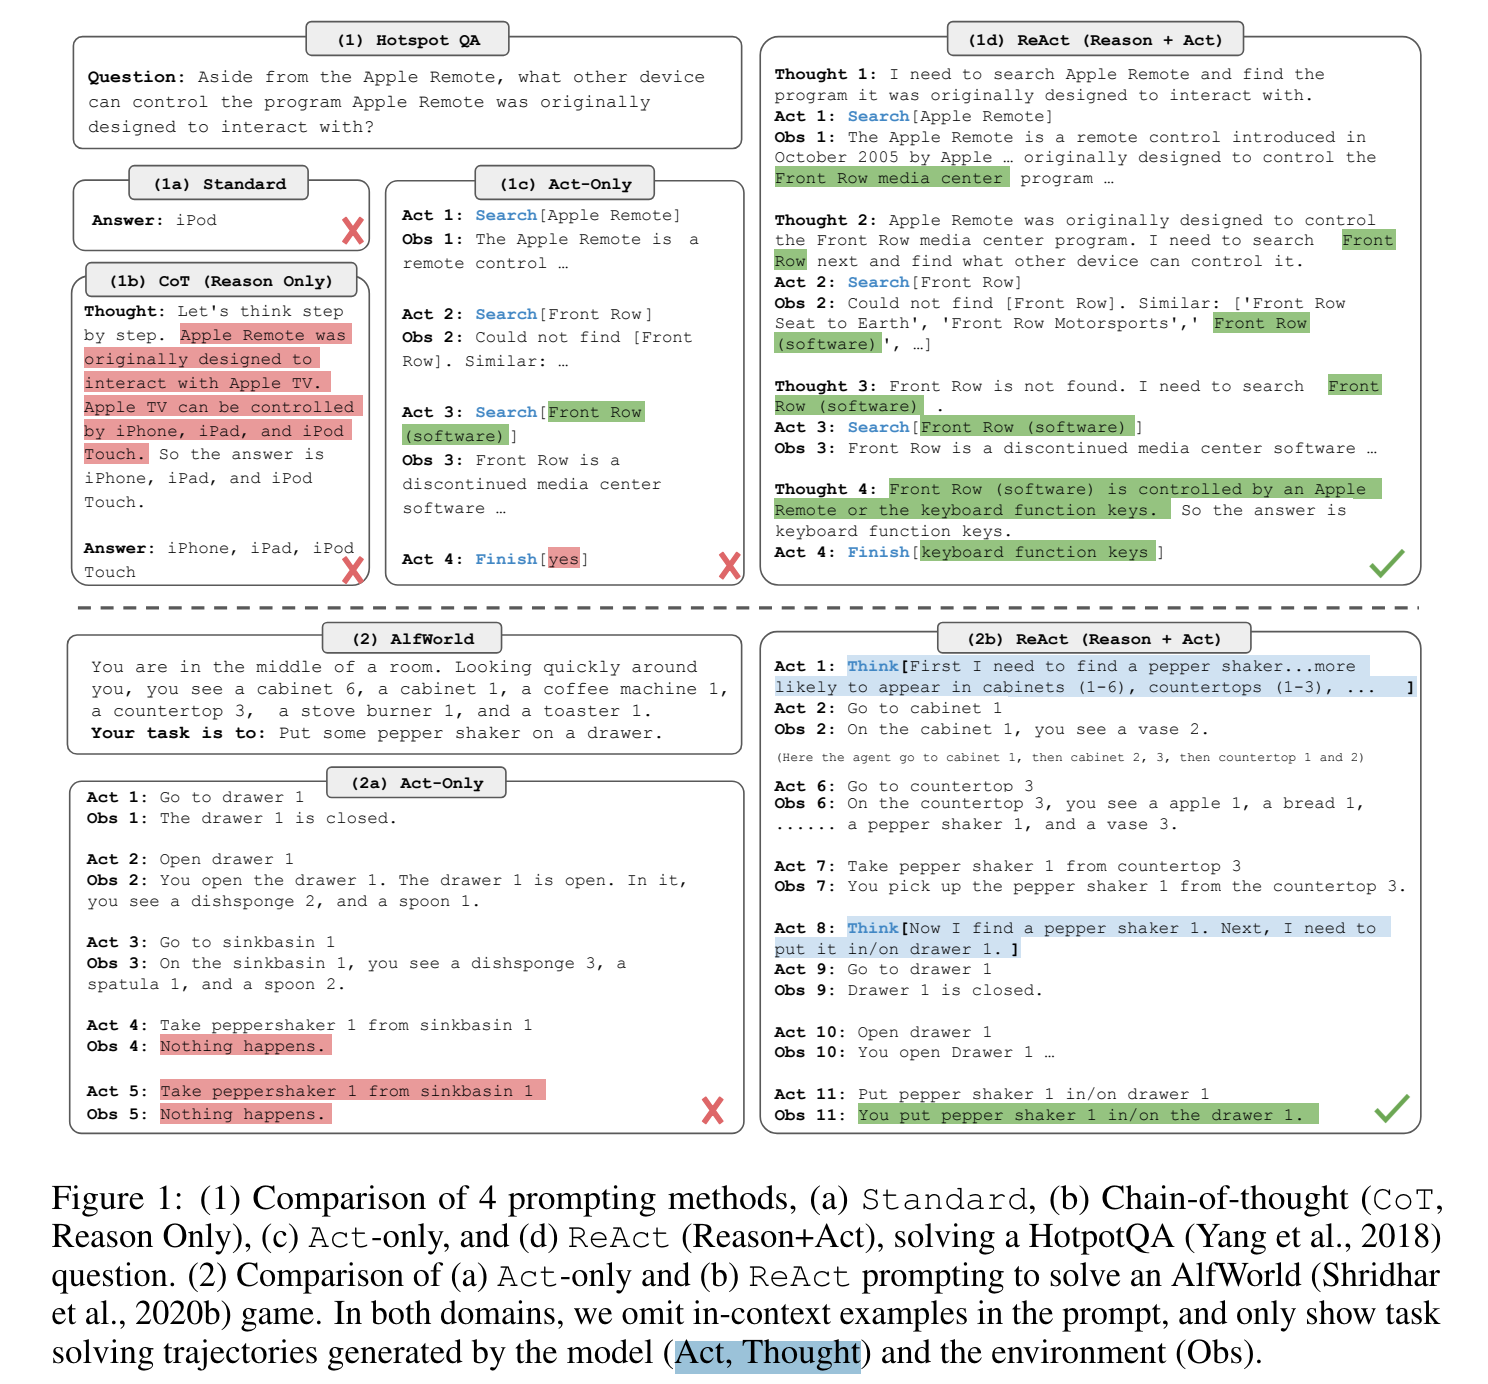 (1) Hotspot QA
Question: Aside from the Apple Remote, what other device
can control the program Apple Remote was originally
designed to interact with?
(1a) Standard
Answer: iPod
(1b) CoT (Reason Only)
Thought: Let's think step
by step. Apple Remote was
originally designed to
interact with Apple TV.
Apple TV can be controlled
by iPhone, iPad, and iPod
Touch. So the answer is
iPhone, iPad, and iPod
Touch.
Answer: iPhone, iPad, iPod
Touch
(1c) Act-Only
Act 1: Search[Apple Remote]
Obs 1: The Apple Remote is a
remote control …
Act 2: Search[Front Row]
Obs 2: Could not find [Front
Row]. Similar: …
Act 3: Search[Front Row
(software)]
Obs 3: Front Row is a
discontinued media center
software …
Act 4: Finish[yes]
(1d) ReAct (Reason + Act)
Thought 1: I need to search Apple Remote and find the
program it was originally designed to interact with.
Act 1: Search[Apple Remote]
Obs 1: The Apple Remote is a remote control introduced in
October 2005 by Apple … originally designed to control the
Front Row media center program …
Thought 2: Apple Remote was originally designed to control
the Front Row media center program. I need to search Front
Row next and find what other device can control it.
Act 2: Search[Front Row]
Obs 2: Could not find [Front Row]. Similar: ['Front Row
Seat to Earth', 'Front Row Motorsports',' Front Row
(software)', …]
Thought 3: Front Row is not found. I need to search Front
Row (software) .
Act 3: Search[Front Row (software) ]
Obs 3: Front Row is a discontinued media center software …
Thought 4: Front Row (software) is controlled by an Apple
Remote or the keyboard function keys. So the answer is
keyboard function keys.
Act 4: Finish[keyboard function keys ]
(2) AlfWorld
You are in the middle of a room. Looking quickly around
you, you see a cabinet 6, a cabinet 1, a coffee machine 1,
a countertop 3, a stove burner 1, and a toaster 1.
Your task is to: Put some pepper shaker on a drawer.
(2a) Act-Only
Act 1: Go to drawer 1
Obs 1: The drawer 1 is closed.
Act 2: Open drawer 1
Obs 2: You open the drawer 1. The drawer 1 is open. In it,
you see a dishsponge 2, and a spoon 1.
Act 3: Go to sinkbasin 1
Obs 3: On the sinkbasin 1, you see a dishsponge 3, a
spatula 1, and a spoon 2.
Act 4: Take peppershaker 1 from sinkbasin 1
Obs 4: Nothing happens.
Act 5: Take peppershaker 1 from sinkbasin 1
Obs 5: Nothing happens.
(2b) ReAct (Reason + Act)
Act 1: Think[First I need to find a pepper shaker...more
likely to appear in cabinets (1-6), countertops (1-3), ... ]
Act 2: Go to cabinet 1
Obs 2: On the cabinet 1, you see a vase 2.
(Here the agent go to cabinet 1, then cabinet 2, 3, then countertop 1 and 2)
Act 6: Go to countertop 3
Obs 6: On the countertop 3, you see a apple 1, a bread 1,
...... a pepper shaker 1, and a vase 3.
Act 7: Take pepper shaker 1 from countertop 3
Obs 7: You pick up the pepper shaker 1 from the countertop 3.
Act 8: Think[Now I find a pepper shaker 1. Next, I need to
put it in/on drawer 1. ]
Act 9: Go to drawer 1
Obs 9: Drawer 1 is closed.
Act 10: Open drawer 1
Obs 10: You open Drawer 1 …
Act 11: Put pepper shaker 1 in/on drawer 1
Obs 11: You put pepper shaker 1 in/on the drawer 1.
Figure 1: (1) Comparison of 4 prompting methods, (a) Standard, (b) Chain-of-thought (CoT,
Reason Only), (c) Act-only, and (d) ReAct (Reason+Act), solving a HotpotQA (Yang et al., 2018)
question. (2) Comparison of (a) Act-only and (b) ReAct prompting to solve an AlfWorld (Shridhar
et al., 2020b) game. In both domains, we omit in-context examples in the prompt, and only show task
solving trajectories generated by the model (Act, Thought) and the environment (Obs).